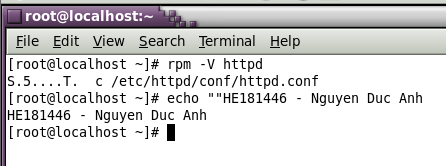 root@localhost:~
File Edit View Search Terminal Help
[root@localhost ~]# rpm -V httpd
S.5....T.  c /etc/httpd/conf/httpd.conf
[root@localhost ~]# echo ""HE181446 - Nguyen Duc Anh
HE181446 - Nguyen Duc Anh
[root@localhost ~]#